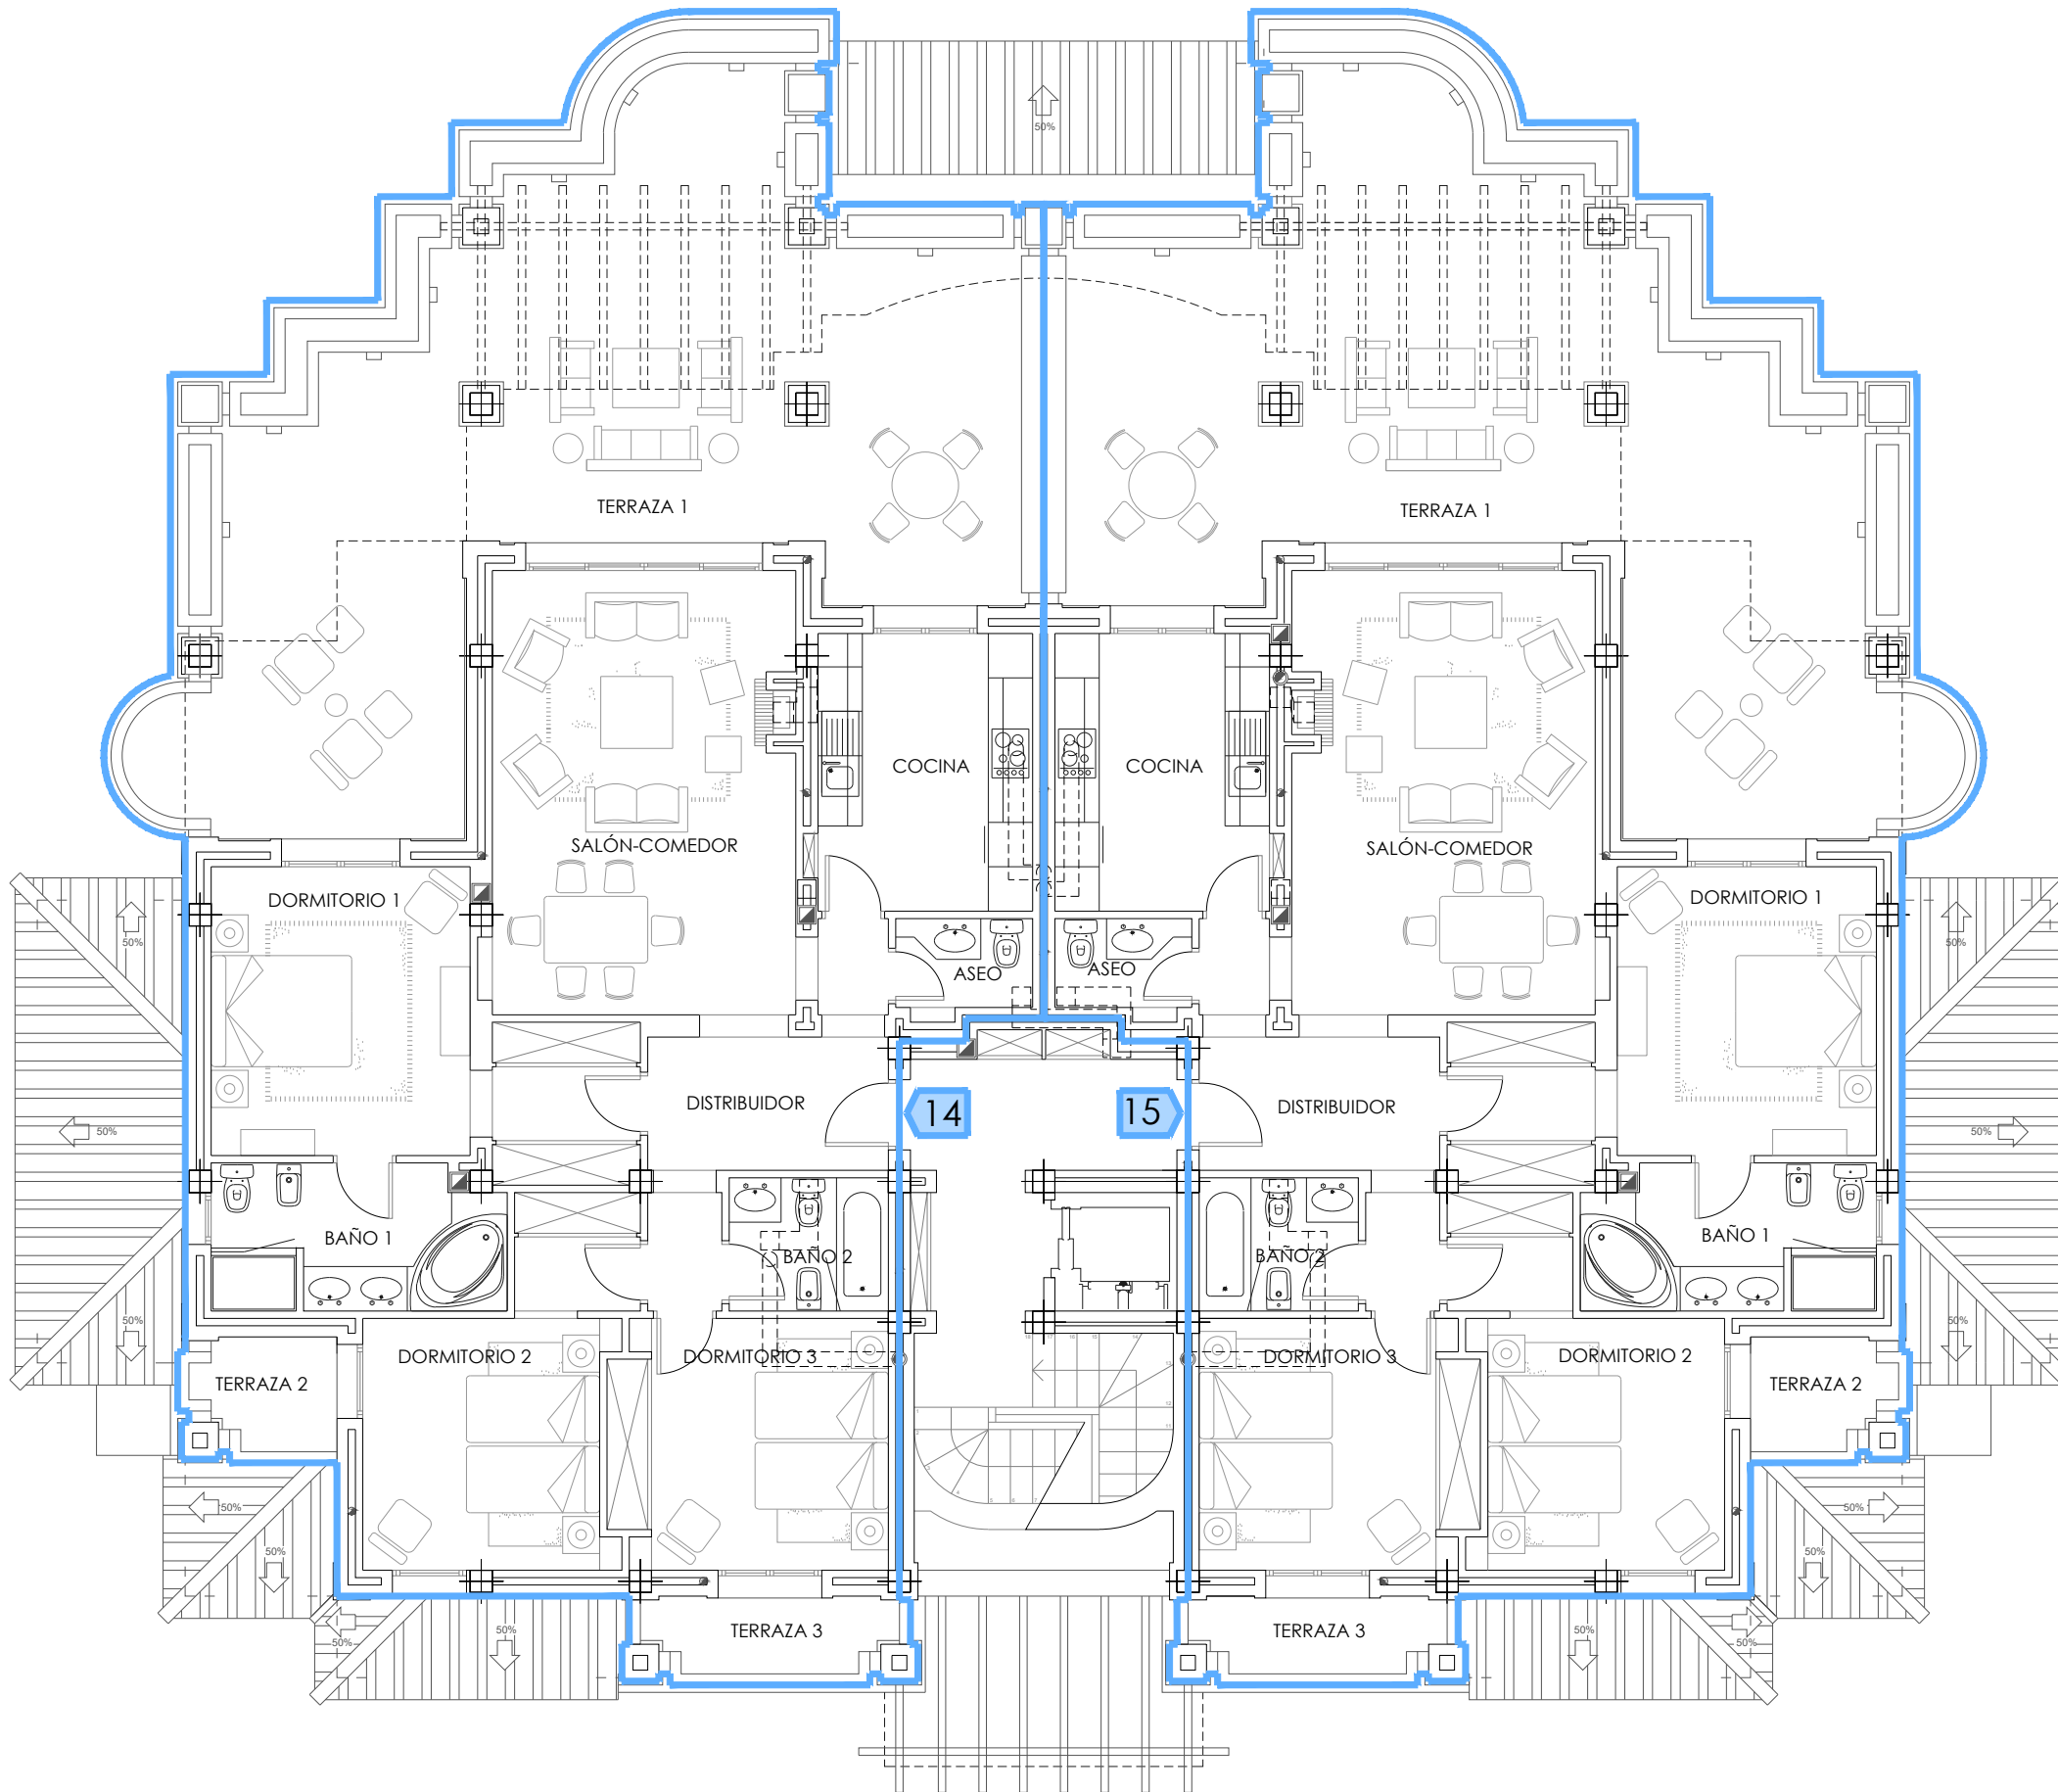 50%
TERRAZA 1
TERRAZA 1
COCINA
COCINA
SALÓN-COMEDOR
SALÓN-COMEDOR
DORMITORIO 1
DORMITORIO 1
50%
50%
ASEO
ASEO
DISTRIBUIDOR
14
15
DISTRIBUIDOR
50%
50%
BAÑO 1
BAÑO 2
BAÑO 2
BAÑO 1
50%
50%
DORMITORIO 2
DORMITORIO 3
DORMITORIO 3
DORMITORIO 2
TERRAZA 2
TERRAZA 2
50%
50%
50%
50%
TERRAZA 3
TERRAZA 3
50%
50%
50%
50%